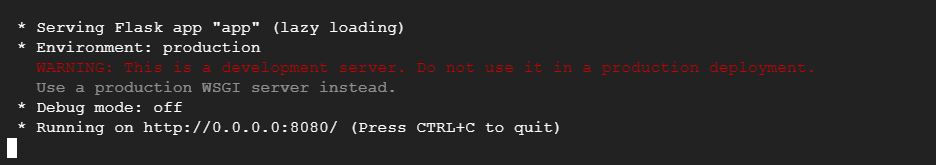 * Serving Flask app "app" (lazy loading)
* Environment: production
WARNING: This is a development server. Do not use it in a production deployment.
Use a production WSGI server instead.
* Debug mode: off
* Running on http://0.0.0.0:8080/ (Press CTRL+C to quit)